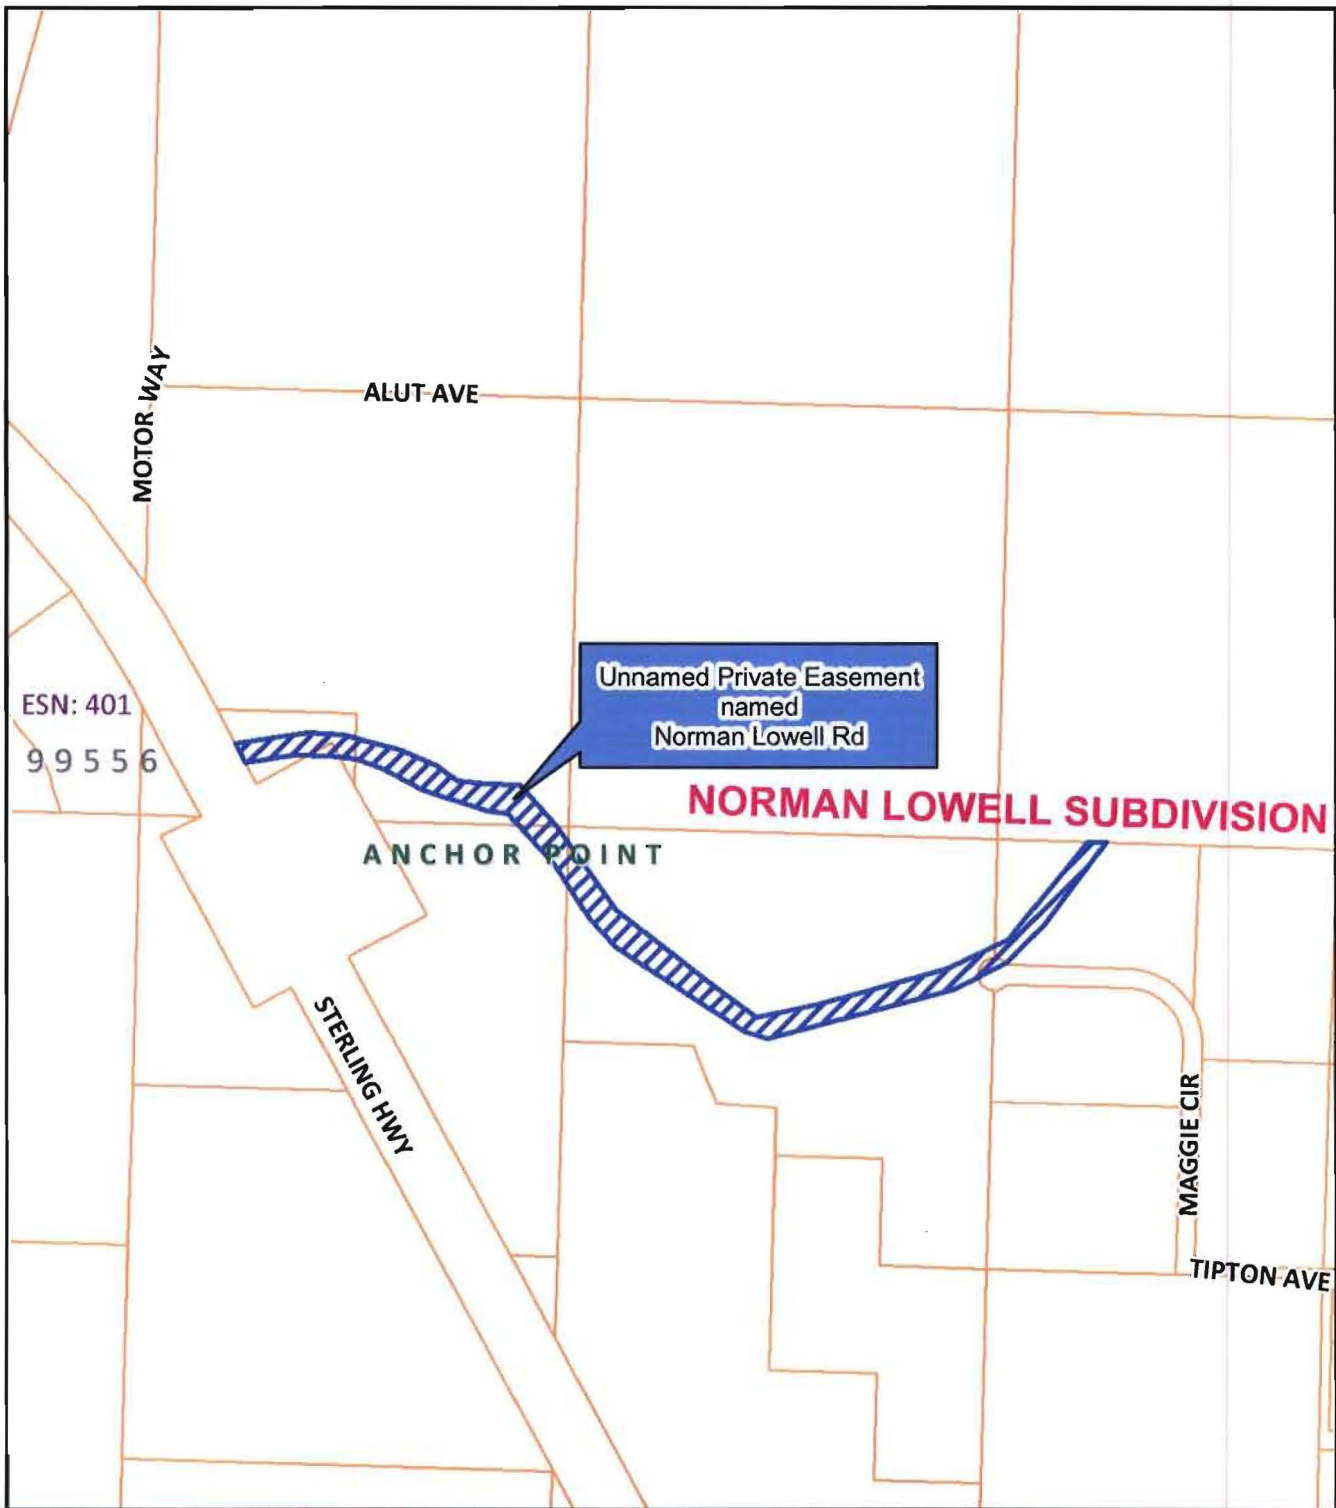 MOTOR WAY
ALUT AVE
Unnamed Private Easement
named
Norman Lowell Rd
ESN: 401
99556
NORMAN LOWELL SUBDIVISION
ANCHOR POINT
STERLING HWY
MAGGIE CIR
TIPTON AVE